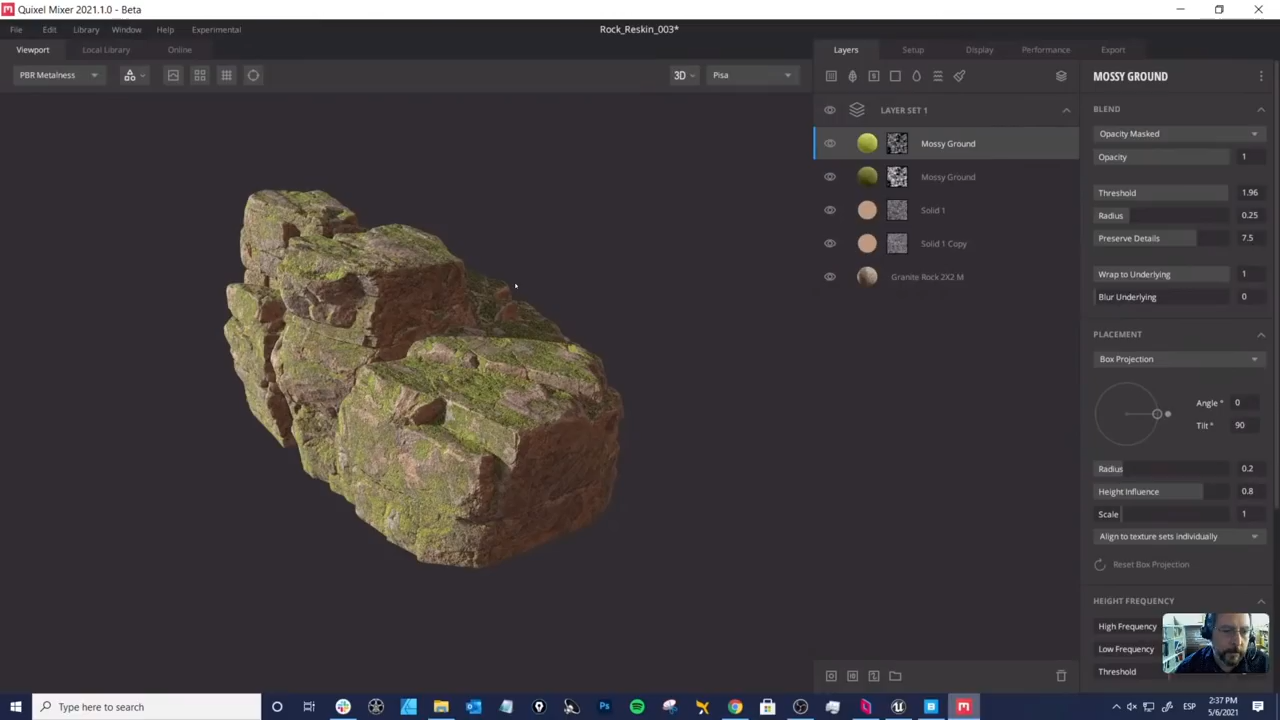 Quixel Mixer 2021.1.0 - Beta
File Edit Library Window Help Experimental
Rock_Reskin_003*
Viewport Local Library Online
Layers Setup Display Performance Export
PBR Metalness
3D
Pisa
MOSSY GROUND
LAYER SET 1
Mossy Ground
Mossy Ground
Solid 1
Solid 1 Copy
Granite Rock 2X2 M
BLEND
Opacity Masked
Opacity 1
Threshold 1.96
Radius 0.25
Preserve Details 7.5
Wrap to Underlying 1
Blur Underlying 0
PLACEMENT
Box Projection
Angle ° 0
Tilt ° 90
Radius 0.2
Height Influence 0.8
Scale 1
Align to texture sets individually
Reset Box Projection
HEIGHT FREQUENCY
High Frequency
Low Frequency
Threshold
Type here to search
ESP
2:37 PM
5/6/2021